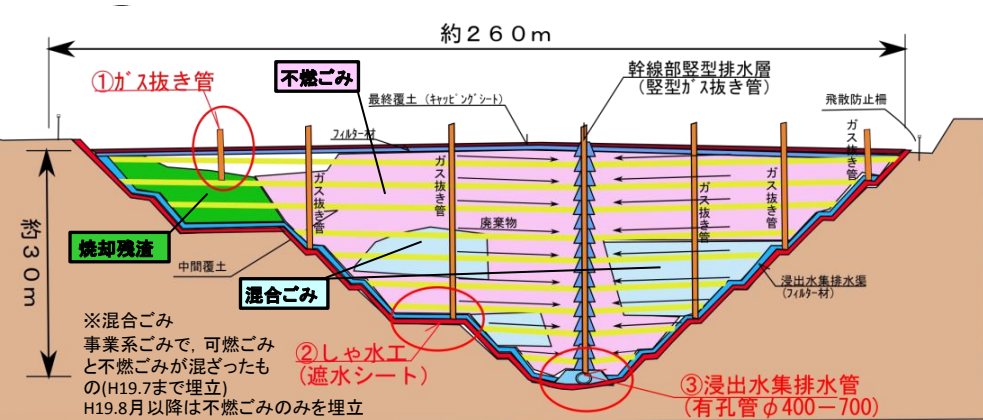 約２６０ｍ
①ｶﾞｽ抜き管
不燃ごみ
幹線部竪型排水層
(竪型ｶﾞｽ抜き管)
最終覆土（ｷｬｯﾋﾟﾝｸﾞｼｰﾄ）
飛散防止柵
ﾌｨﾙﾀｰ材
ガス抜き管
ガス抜き管
ガス抜き管
ガス抜き管
ガス抜き管
廃棄物
約３０ｍ
焼却残渣
中間覆土
混合ごみ
浸出水集排水渠
(ﾌｨﾙﾀｰ材)
※混合ごみ
事業系ごみで，可燃ごみ
と不燃ごみが混ざったも
の(H19.7まで埋立)
H19.8月以降は不燃ごみのみを埋立
②しゃ水工
(遮水シート)
③浸出水集排水管
(有孔管φ400－700)